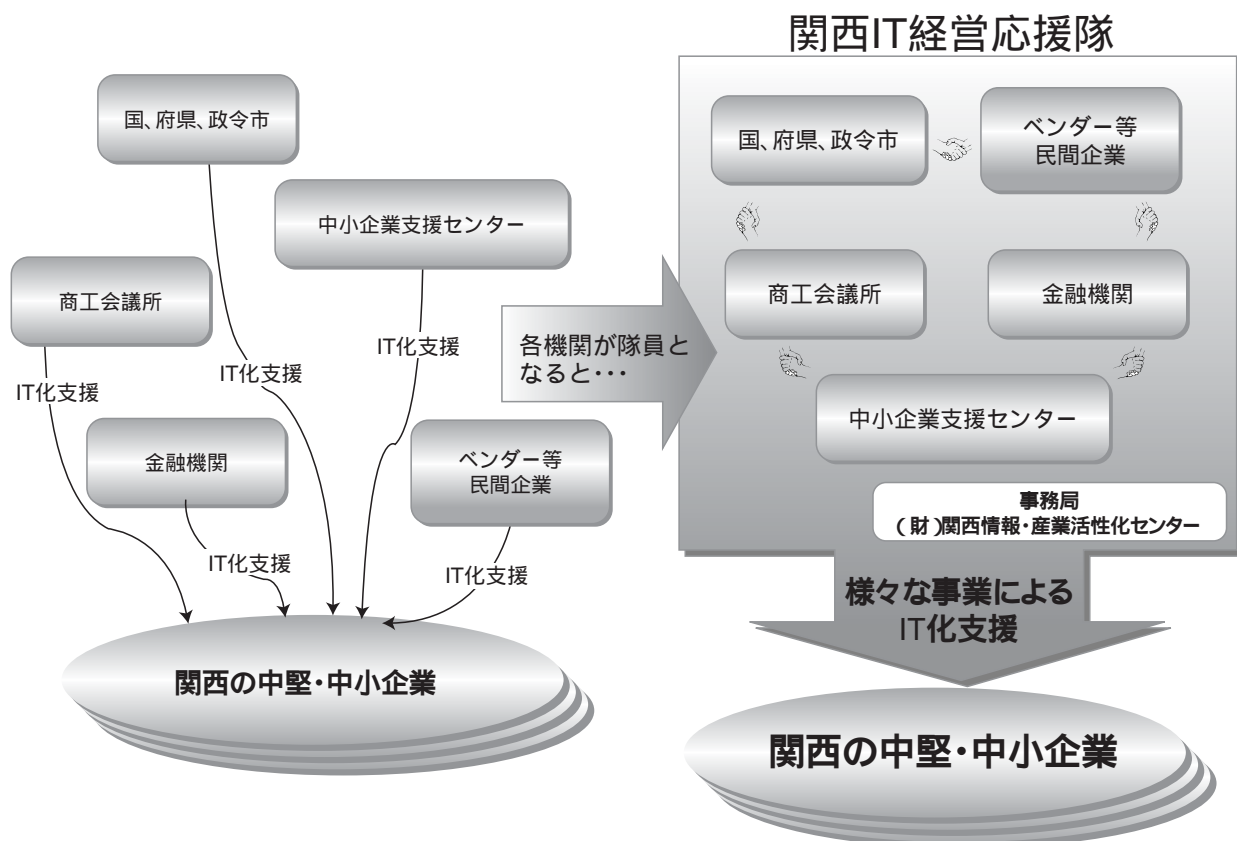 関西IT経営応援隊
国、府県、政令市
中小企業支援センター
商工会議所
IT化支援
IT化支援
IT化支援
金融機関
ベンダー等
民間企業
IT化支援
IT化支援
関西の中堅・中小企業
各機関が隊員と
なると・・・
国、府県、政令市
ベンダー等
民間企業
商工会議所
金融機関
中小企業支援センター
事務局
(財)関西情報・産業活性化センター
様々な事業による
IT化支援
関西の中堅・中小企業